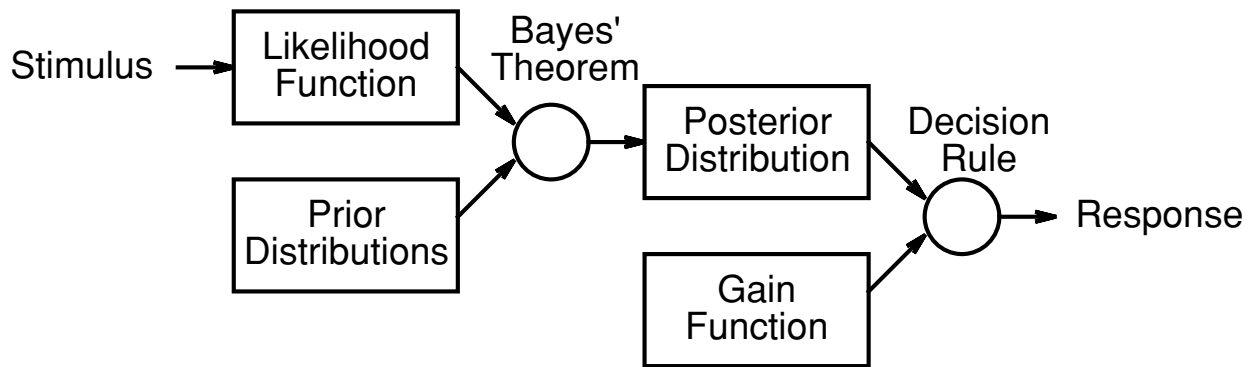 Stimulus
Likelihood
Function
Bayes'
Theorem
Prior
Distributions
Posterior
Distribution
Decision
Rule
Gain
Function
Response